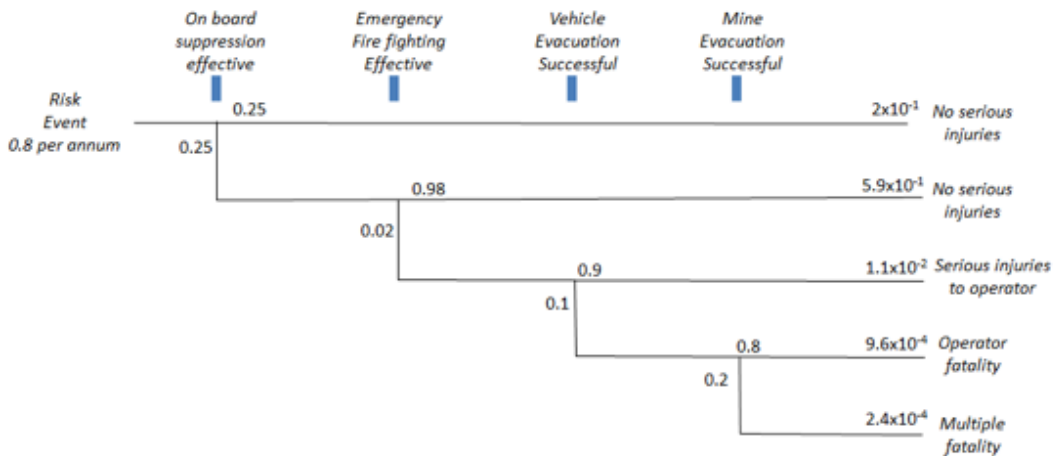 On board
suppression
effective
Emergency
Fire fighting
Effective
Vehicle
Evacuation
Successful
Mine
Evacuation
Successful
Risk
Event
0.8 per annum
0.25
2x10⁻¹
No serious
injuries
0.25
0.98
5.9x10⁻¹
No serious
injuries
0.02
0.9
1.1x10⁻²
Serious injuries
to operator
0.1
0.8
9.6x10⁻⁴
Operator
fatality
0.2
2.4x10⁻⁴
Multiple
fatality